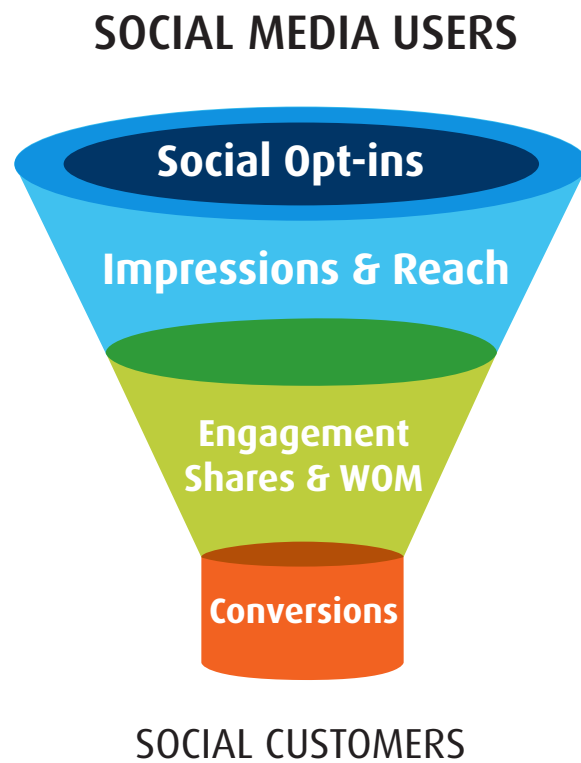 SOCIAL MEDIA USERS
Social Opt-ins
Impressions & Reach
Engagement
Shares & WOM
Conversions
SOCIAL CUSTOMERS